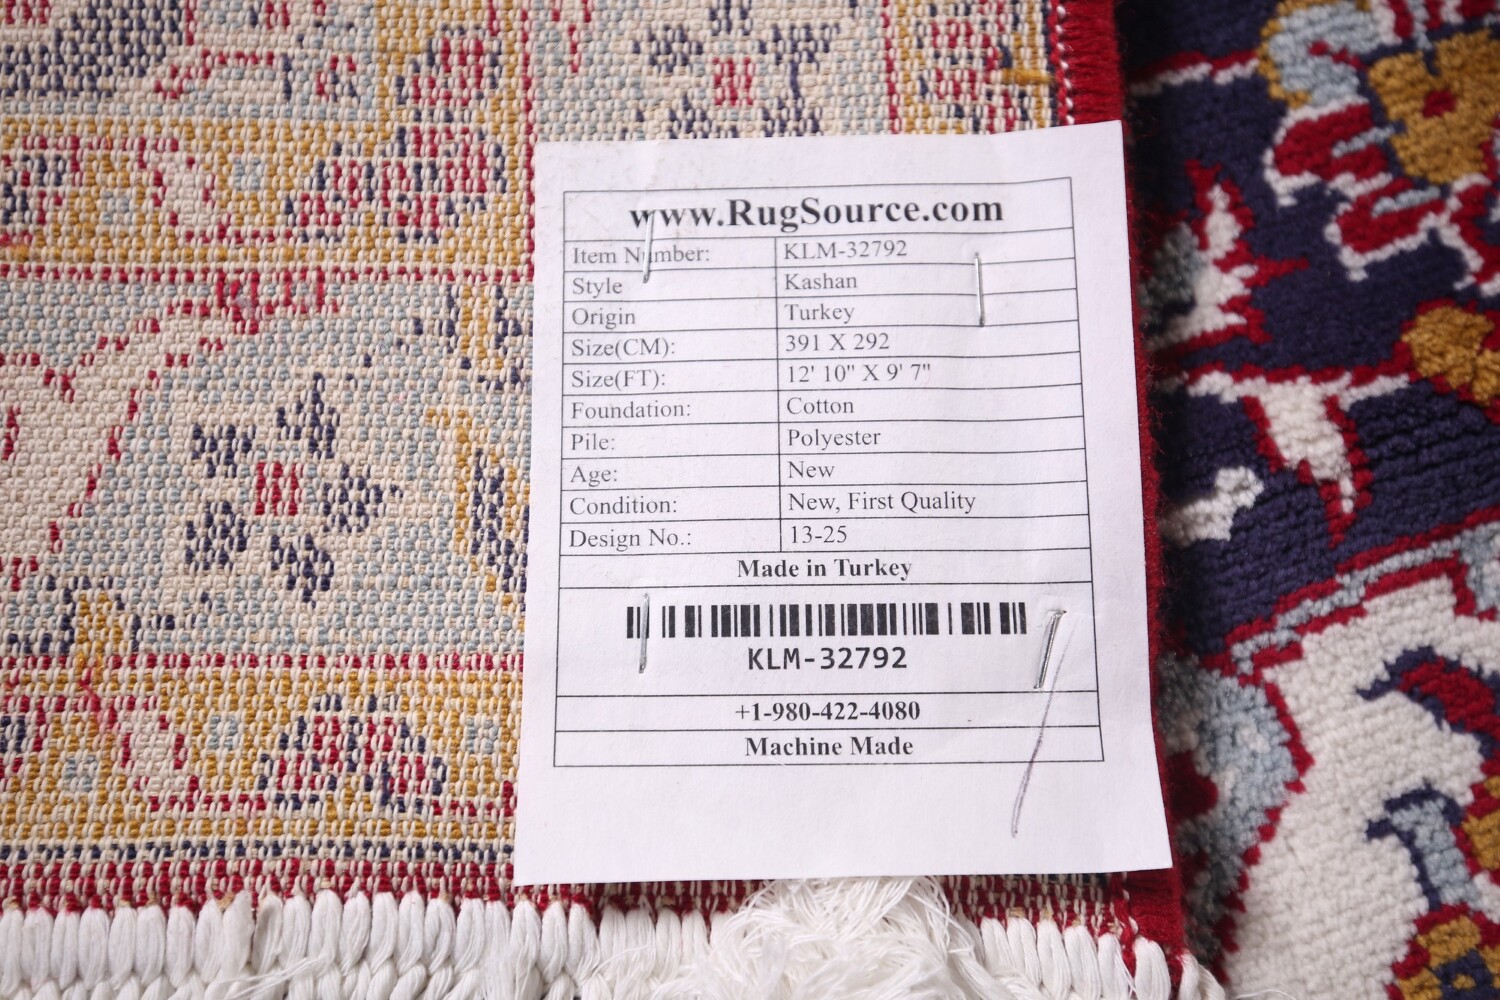 www.RugSource.com
Item Number: KLM-32792
Style Kashan
Origin Turkey
Size(CM): 391 X 292
Size(FT): 12' 10" X 9' 7"
Foundation: Cotton
Pile: Polyester
Age: New
Condition: New, First Quality
Design No.: 13-25
Made in Turkey
KLM-32792
+1-980-422-4080
Machine Made